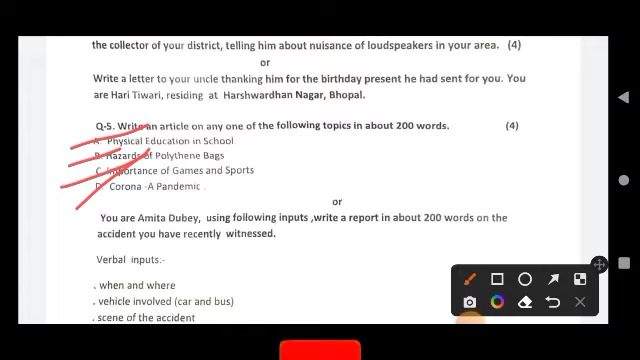 the collector of your district, telling him about nuisance of loudspeakers in your area. (4)
or
Write a letter to your uncle thanking him for the birthday present he had sent for you. You
are Hari Tiwari, residing at Harshwardhan Nagar, Bhopal.
Q-5. Write an article on any one of the following topics in about 200 words. (4)
A. Physical Education in School
B. Hazards of Polythene Bags
C. Importance of Games and Sports
D. Corona -A Pandemic
or
You are Amita Dubey, using following inputs ,write a report in about 200 words on the
accident you have recently witnessed.
Verbal inputs:-
. when and where
. vehicle involved (car and bus)
. scene of the accident